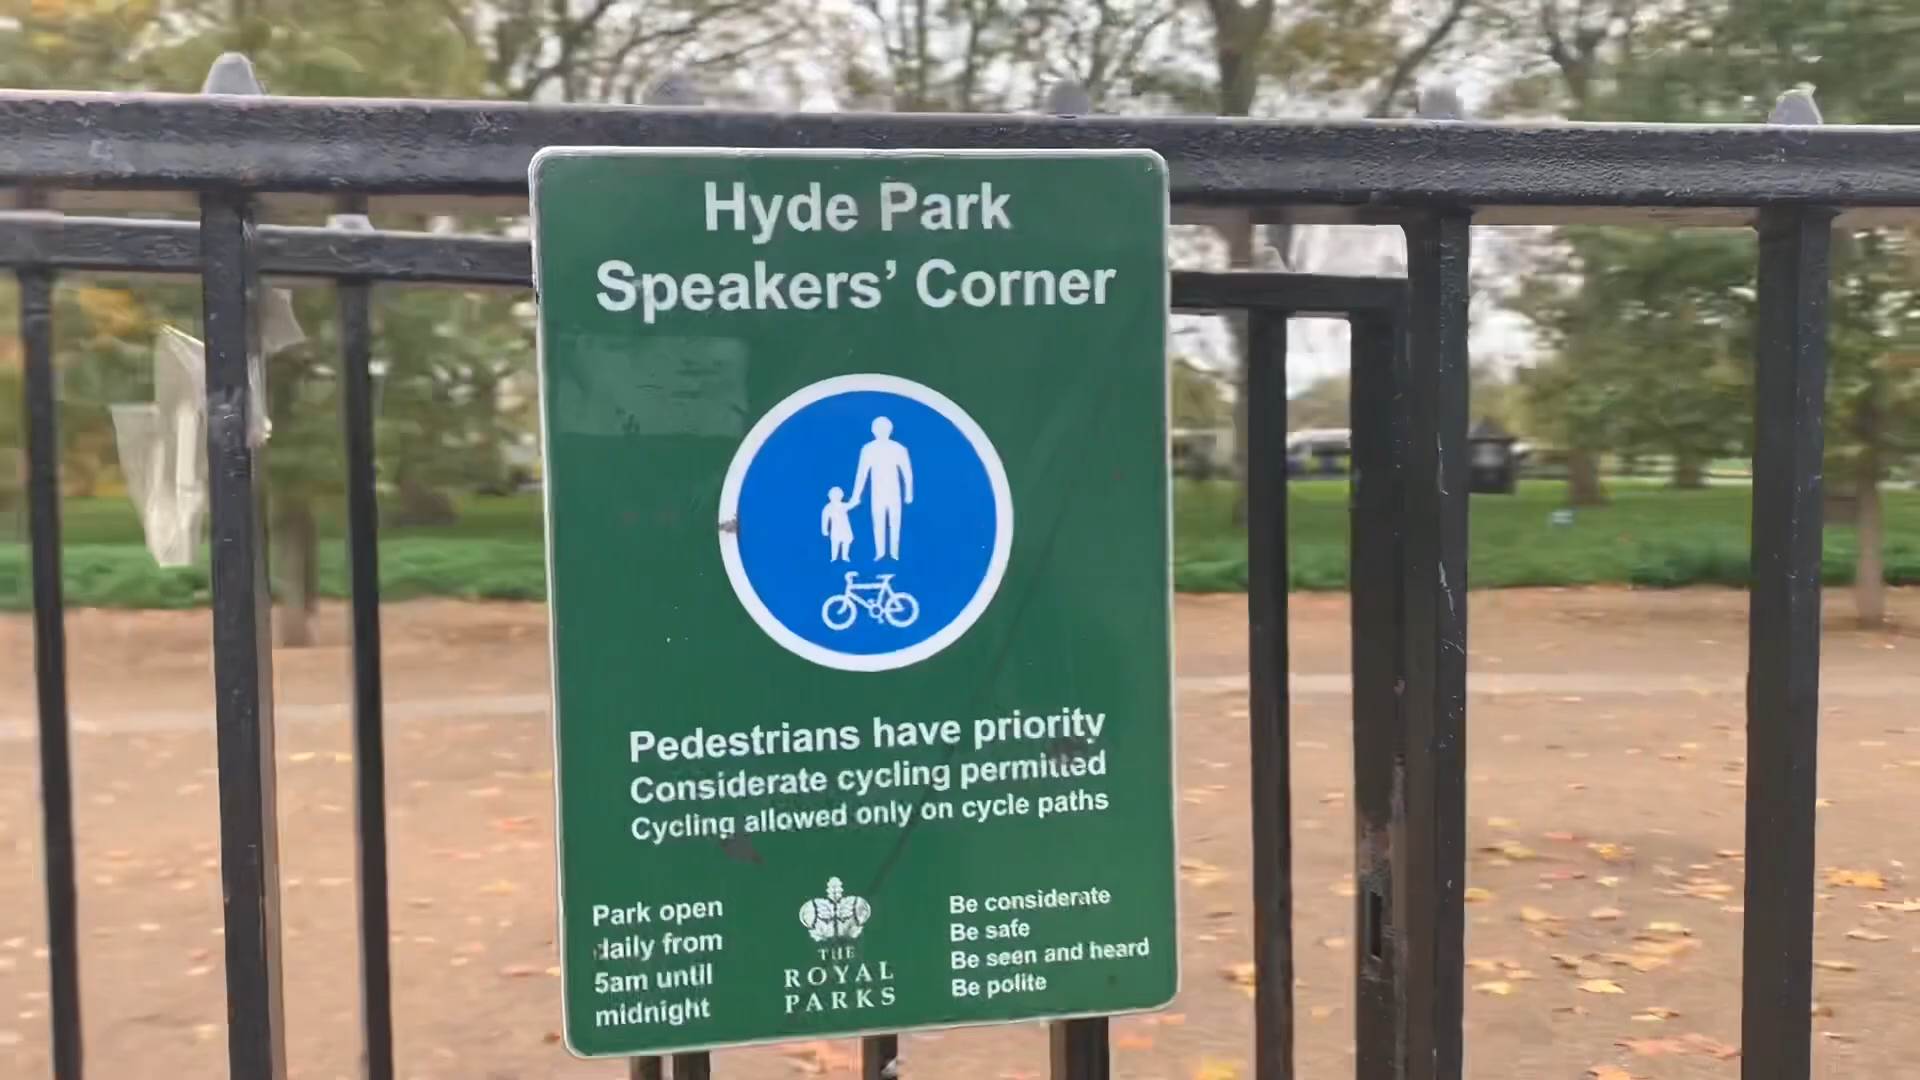 Hyde Park
Speakers’ Corner
Pedestrians have priority
Considerate cycling permitted
Cycling allowed only on cycle paths
Park open
daily from
5am until
midnight
THE
ROYAL
PARKS
Be considerate
Be safe
Be seen and heard
Be polite